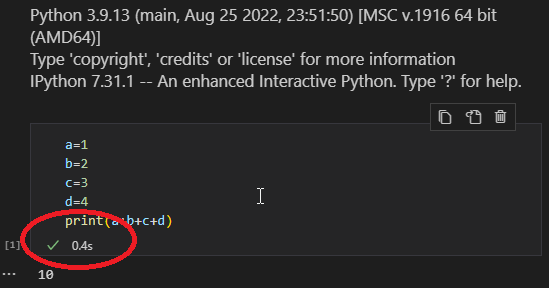 Python 3.9.13 (main, Aug 25 2022, 23:51:50) [MSC v.1916 64 bit
(AMD64)]
Type 'copyright', 'credits' or 'license' for more information
IPython 7.31.1 -- An enhanced Interactive Python. Type '?' for help.
a=1
b=2
c=3
d=4
print(a+b+c+d)
[1]
0.4s
... 10